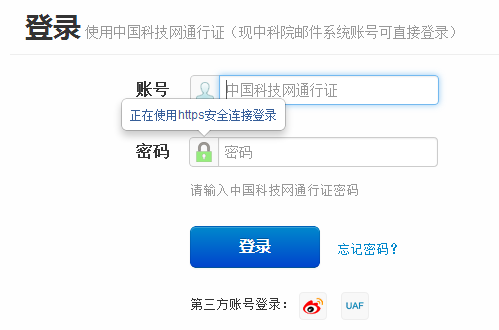 登录 使用中国科技网通行证（现中科院邮件系统账号可直接登录）
账号 中国科技网通行证
正在使用https安全连接登录
密码 密码
请输入中国科技网通行证密码
登录 忘记密码？
第三方账号登录： UAF